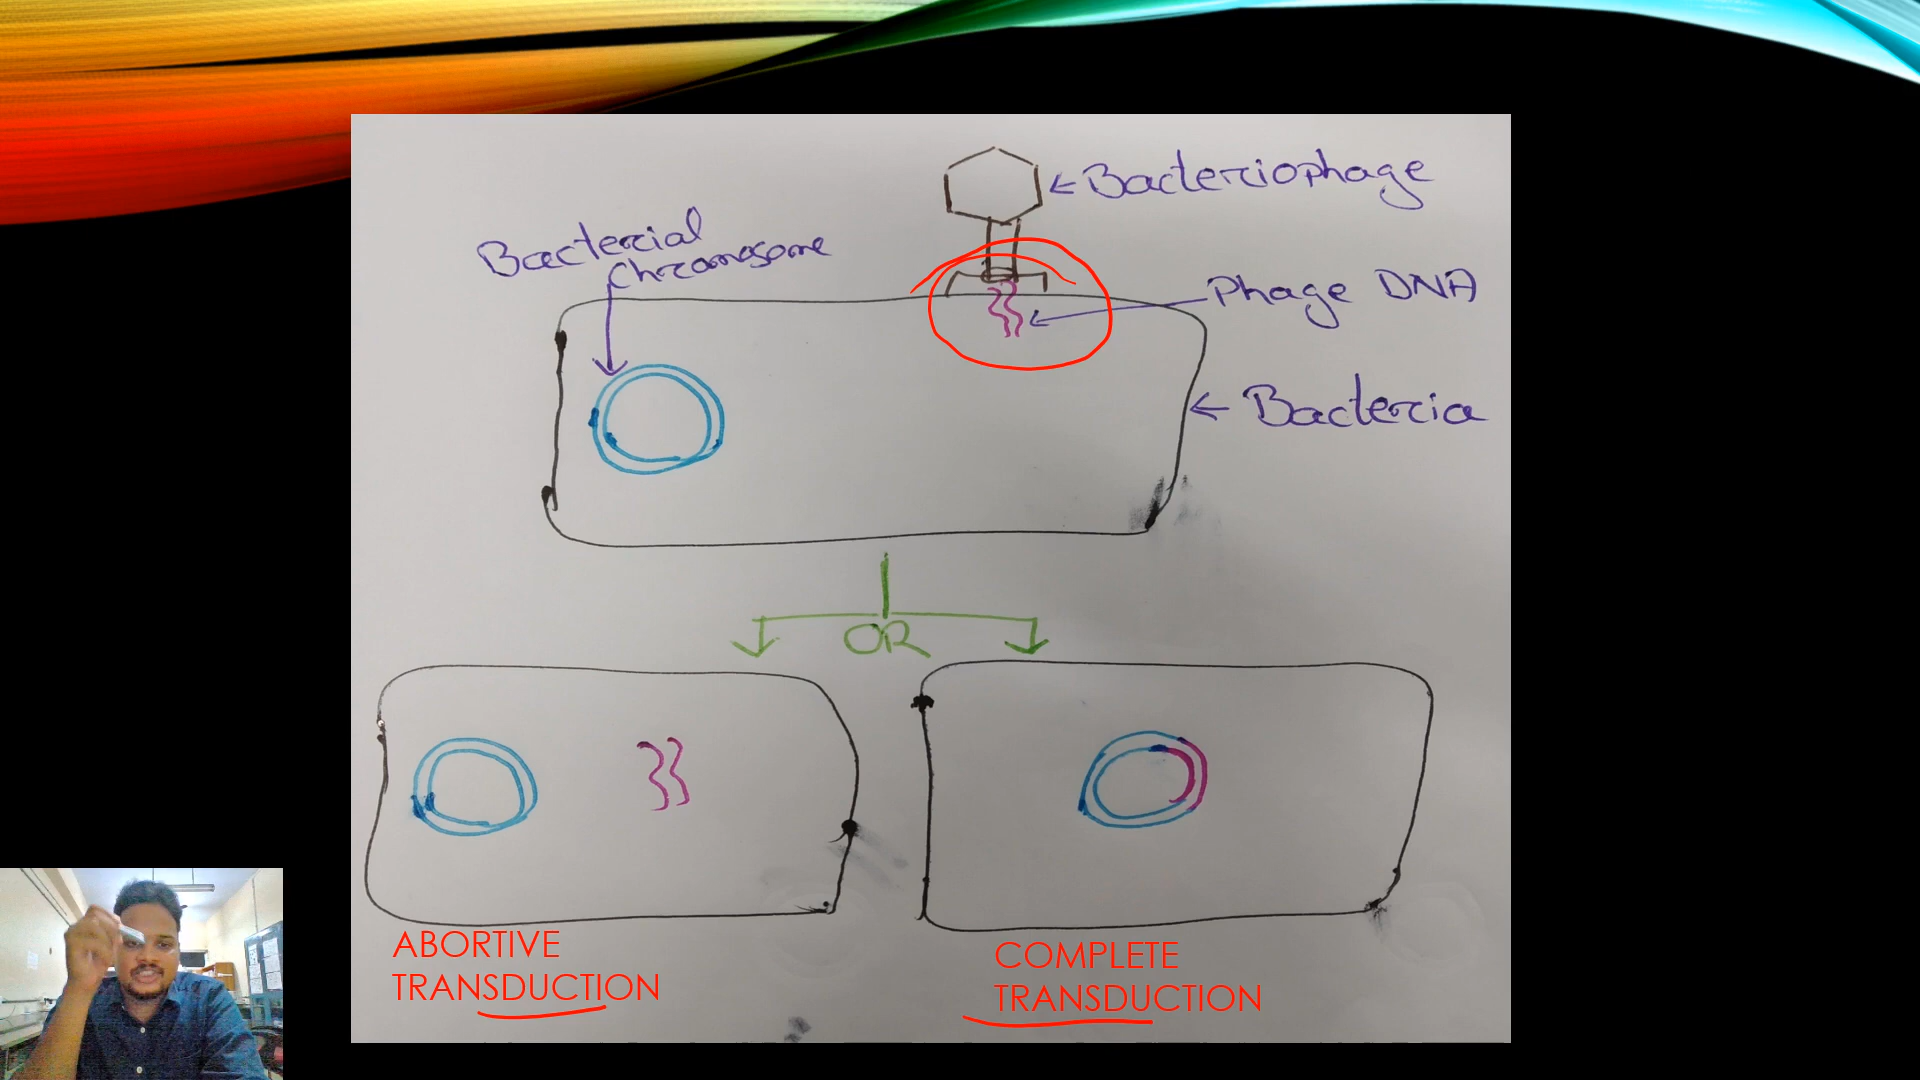 Bacteriophage
Bacterial
Chromosome
Phage DNA
Bacteria
OR
ABORTIVE
TRANSDUCTION
COMPLETE
TRANSDUCTION